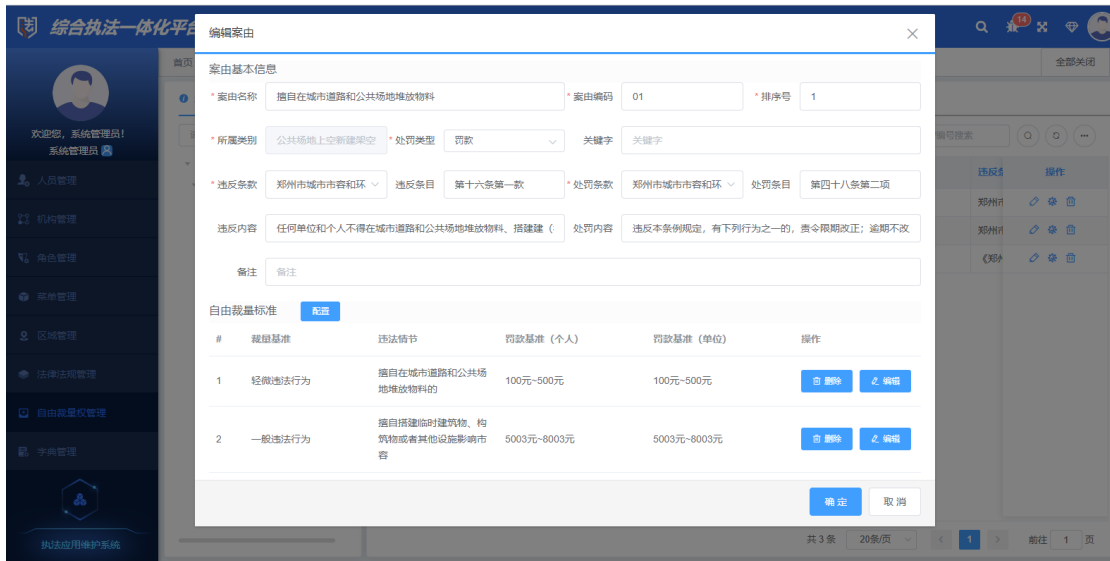 综合执法一体化平台
14
首页
全部关闭
欢迎您，系统管理员！
系统管理员
人员管理
机构管理
角色管理
菜单管理
区域管理
法律法规管理
自由裁量权管理
字典管理
执法应用维护系统
编辑案由
案由基本信息
* 案由名称 擅自在城市道路和公共场地堆放物料 * 案由编码 01 * 排序号 1
* 所属类别 公共场地上空新建架空 * 处罚类型 罚款 关键字 关键字
* 违反条款 郑州市城市市容和环 违反条目 第十六条第一款 * 处罚条款 郑州市城市市容和环 处罚条目 第四十八条第二项
违反内容 任何单位和个人不得在城市道路和公共场地堆放物料、搭建建（ 处罚内容 违反本条例规定，有下列行为之一的，责令限期改正；逾期不改
备注 备注
自由裁量标准 配置
# 裁量基准 违法情节 罚款基准（个人） 罚款基准（单位） 操作
1 轻微违法行为 擅自在城市道路和公共场地堆放物料的 100元~500元 100元~500元 删除 编辑
2 一般违法行为 擅自搭建临时建筑物、构筑物或者其他设施影响市容 5003元~8003元 5003元~8003元 删除 编辑
确定 取消
编号搜索
违反条 操作
郑州市
郑州市
《郑州
共 3 条 20条/页 1 前往 1 页